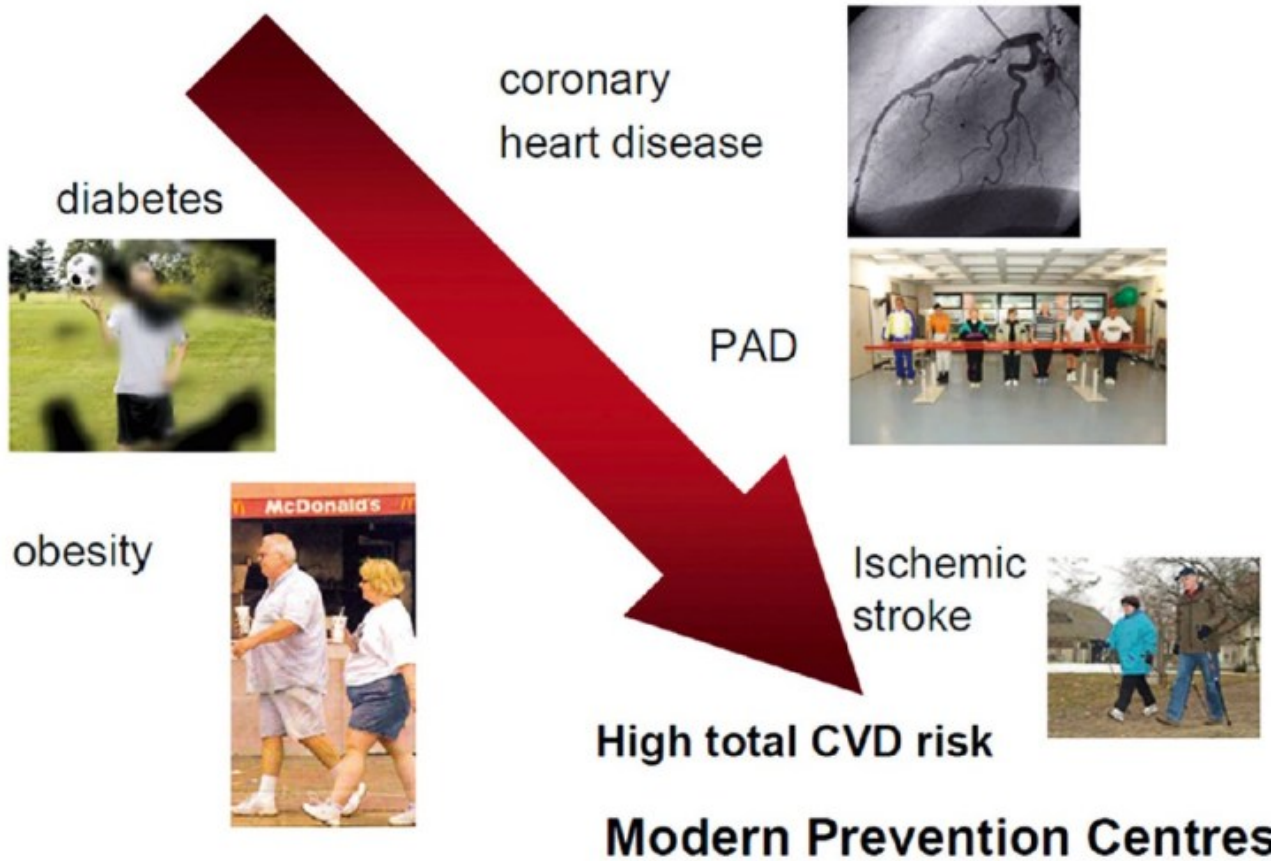 coronary
heart disease
diabetes
PAD
McDonald's
obesity
Ischemic
stroke
High total CVD risk
Modern Prevention Centres